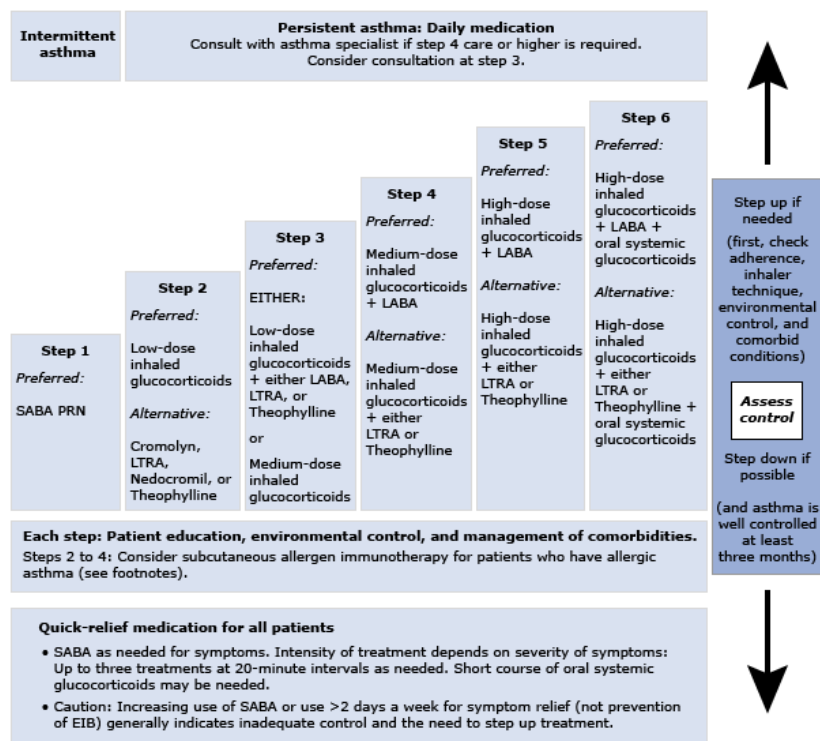 Intermittent
asthma
Persistent asthma: Daily medication
Consult with asthma specialist if step 4 care or higher is required.
Consider consultation at step 3.
Step 1
Preferred:
SABA PRN
Step 2
Preferred:
Low-dose
inhaled
glucocorticoids
Alternative:
Cromolyn,
LTRA,
Nedocromil, or
Theophylline
Step 3
Preferred:
EITHER:
Low-dose
inhaled
glucocorticoids
+ either LABA,
LTRA, or
Theophylline
or
Medium-dose
inhaled
glucocorticoids
Step 4
Preferred:
Medium-dose
inhaled
glucocorticoids
+ LABA
Alternative:
Medium-dose
inhaled
glucocorticoids
+ either
LTRA or
Theophylline
Step 5
Preferred:
High-dose
inhaled
glucocorticoids
+ LABA
Alternative:
High-dose
inhaled
glucocorticoids
+ either
LTRA or
Theophylline
Step 6
Preferred:
High-dose
inhaled
glucocorticoids
+ LABA +
oral systemic
glucocorticoids
Alternative:
High-dose
inhaled
glucocorticoids
+ either
LTRA or
Theophylline +
oral systemic
glucocorticoids
Step up if
needed
(first, check
adherence,
inhaler
technique,
environmental
control, and
comorbid
conditions)
Assess
control
Step down if
possible
(and asthma is
well controlled
at least
three months)
Each step: Patient education, environmental control, and management of comorbidities.
Steps 2 to 4: Consider subcutaneous allergen immunotherapy for patients who have allergic
asthma (see footnotes).
Quick-relief medication for all patients
• SABA as needed for symptoms. Intensity of treatment depends on severity of symptoms:
Up to three treatments at 20-minute intervals as needed. Short course of oral systemic
glucocorticoids may be needed.
• Caution: Increasing use of SABA or use >2 days a week for symptom relief (not prevention
of EIB) generally indicates inadequate control and the need to step up treatment.